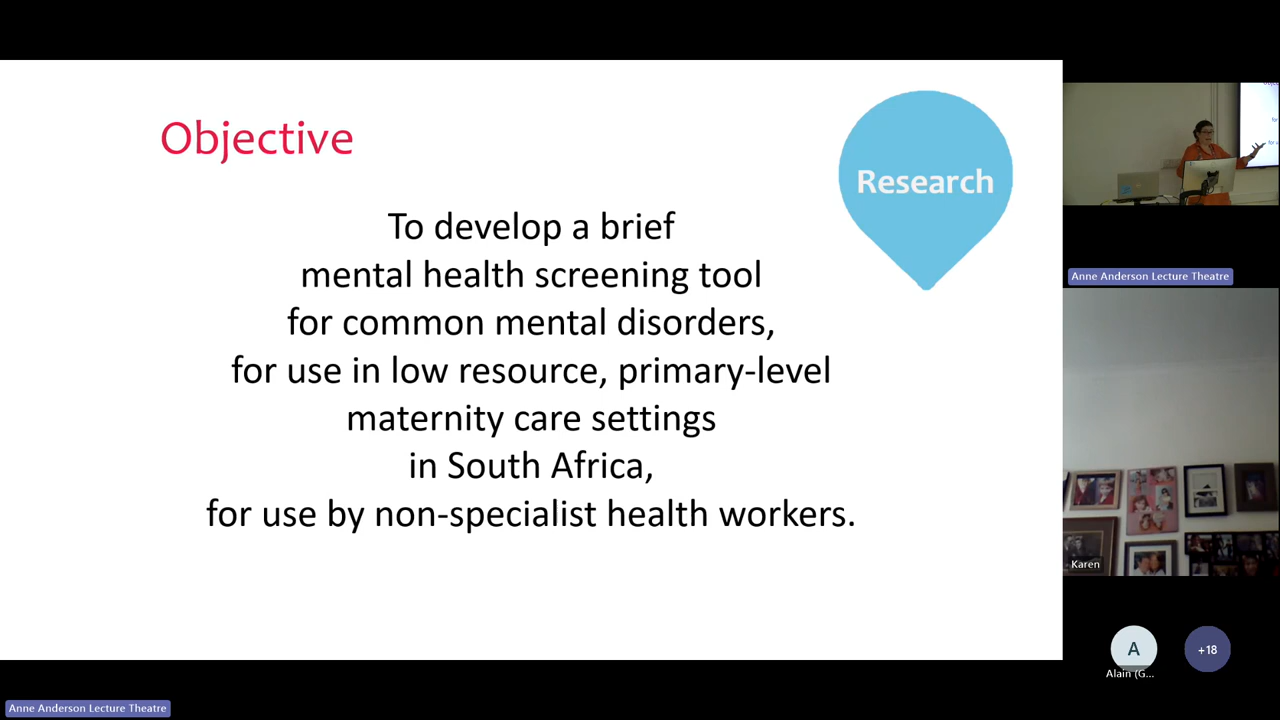 Objective
Research
To develop a brief
mental health screening tool
for common mental disorders,
for use in low resource, primary-level
maternity care settings
in South Africa,
for use by non-specialist health workers.
Anne Anderson Lecture Theatre
Karen
A
+18
Alain (G...
Anne Anderson Lecture Theatre